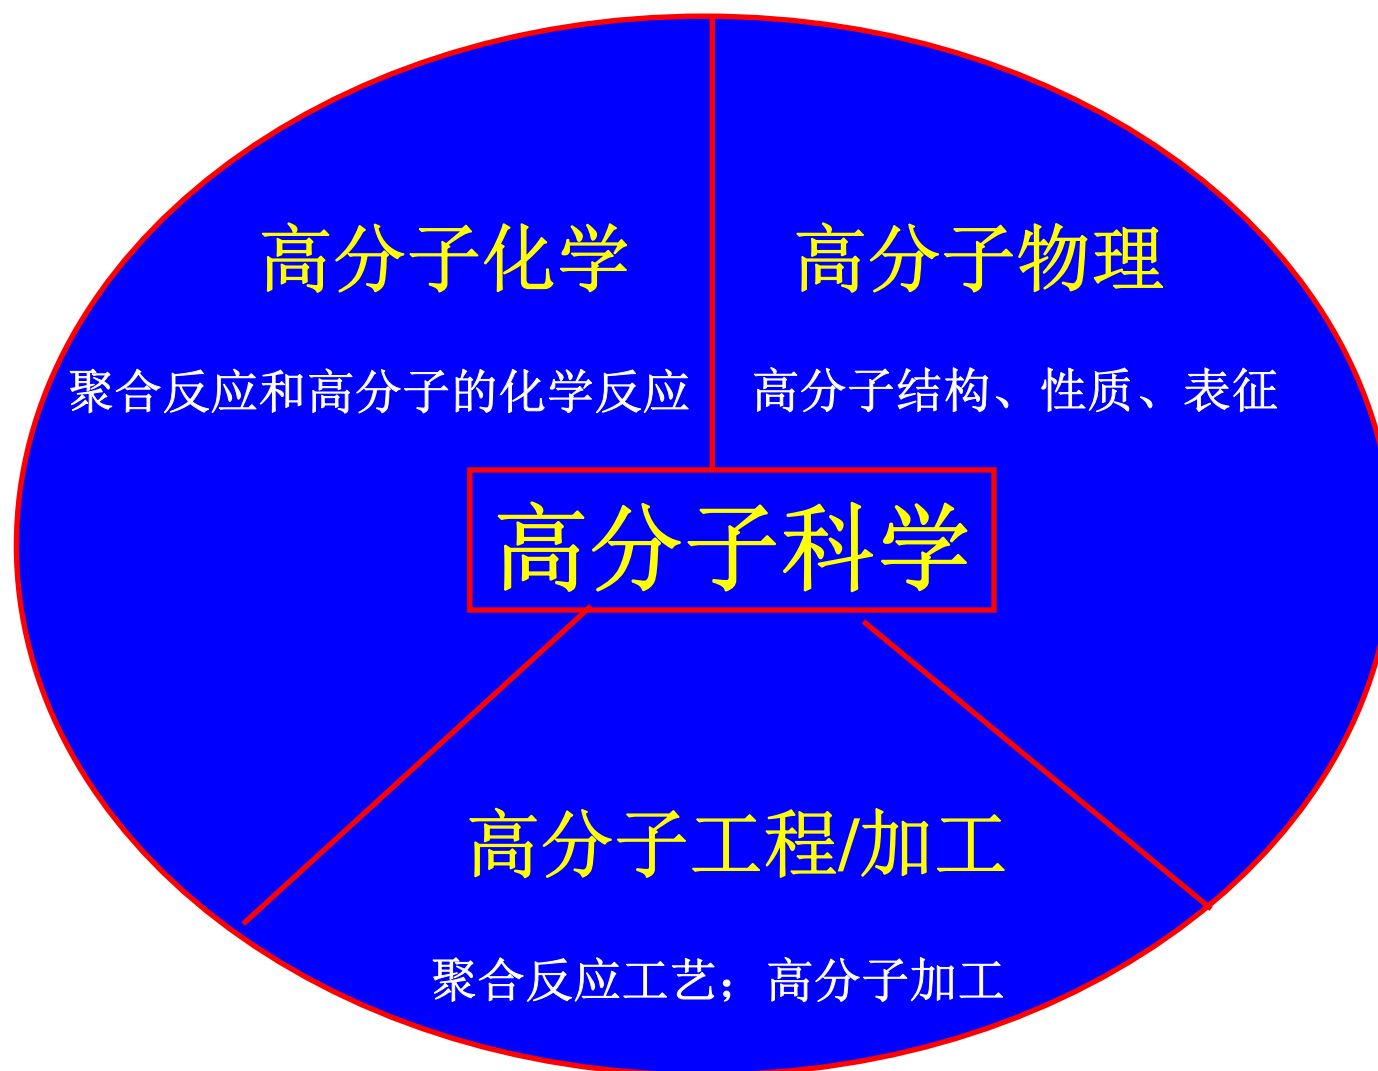 高分子化学
高分子物理
聚合反应和高分子的化学反应
高分子结构、性质、表征
高分子科学
高分子工程/加工
聚合反应工艺；高分子加工